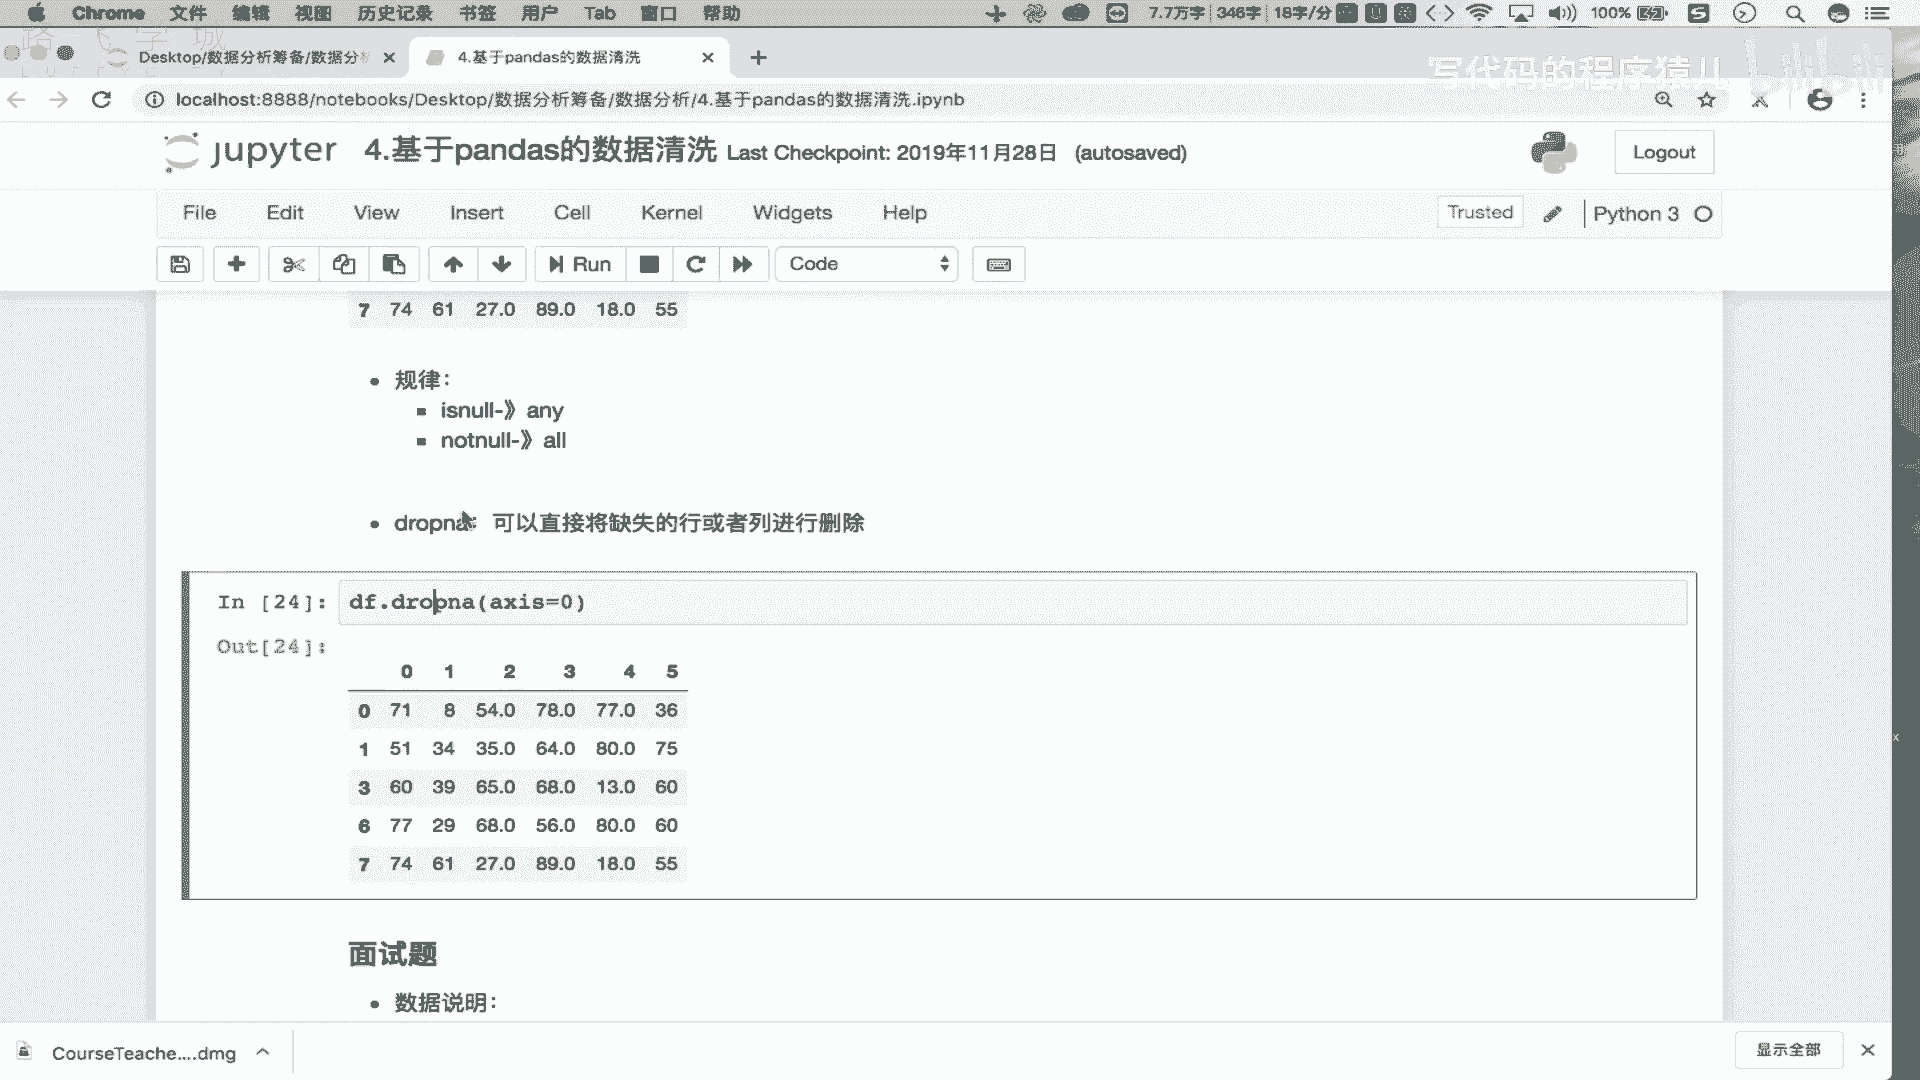 Chrome 文件 编辑 视图 历史记录 书签 用户 Tab 窗口 帮助 7.7万字 346字 18字/分 100%
Desktop/数据分析筹备/数据分析 4.基于pandas的数据清洗
写代码的程序猿儿 bilibili
localhost:8888/notebooks/Desktop/数据分析筹备/数据分析/4.基于pandas的数据清洗.ipynb
jupyter 4.基于pandas的数据清洗 Last Checkpoint: 2019年11月28日 (autosaved) Logout
File Edit View Insert Cell Kernel Widgets Help Trusted Python 3
Run Code
7 74 61 27.0 89.0 18.0 55
规律:
isnull-》any
notnull-》all
dropna: 可以直接将缺失的行或者列进行删除
In [24]: df.dropna(axis=0)
Out[24]:
0 1 2 3 4 5
0 71 8 54.0 78.0 77.0 36
1 51 34 35.0 64.0 80.0 75
3 60 39 65.0 68.0 13.0 60
6 77 29 68.0 56.0 80.0 60
7 74 61 27.0 89.0 18.0 55
面试题
数据说明:
CourseTeache....dmg 显示全部